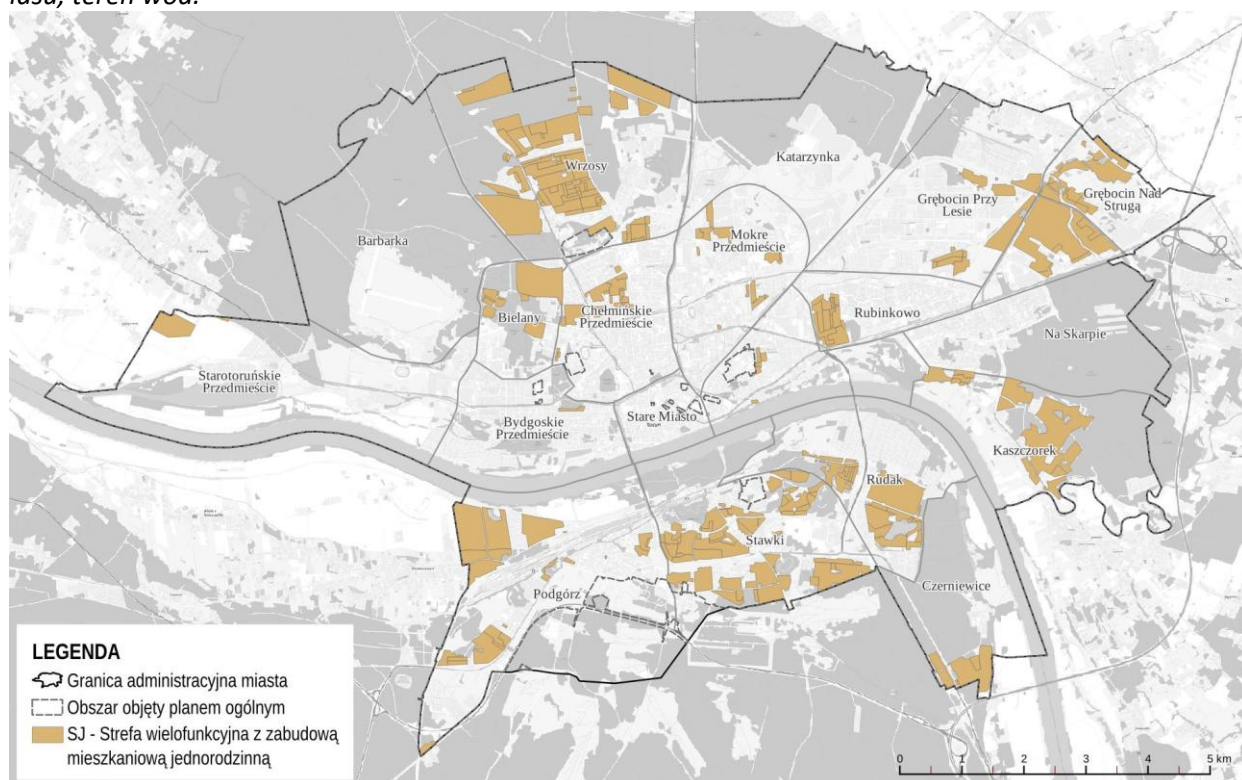 lasu, teren wód.
Wrzosy
Katarzynka
Grębocin Przy
Lesie
Grębocin Nad
Strugą
Barbarka
Mokre
Przedmieście
Bielany
Chełmińskie
Przedmieście
Rubinkowo
Na Skarpie
Starotoruńskie
Przedmieście
Bydgoskie
Przedmieście
Stare Miasto
Kaszczorek
Rudak
Stawki
Podgórz
Czerniewice
LEGENDA
Granica administracyjna miasta
Obszar objęty planem ogólnym
SJ - Strefa wielofunkcyjna z zabudową
mieszkaniową jednorodzinną
0 1 2 3 4 5 km